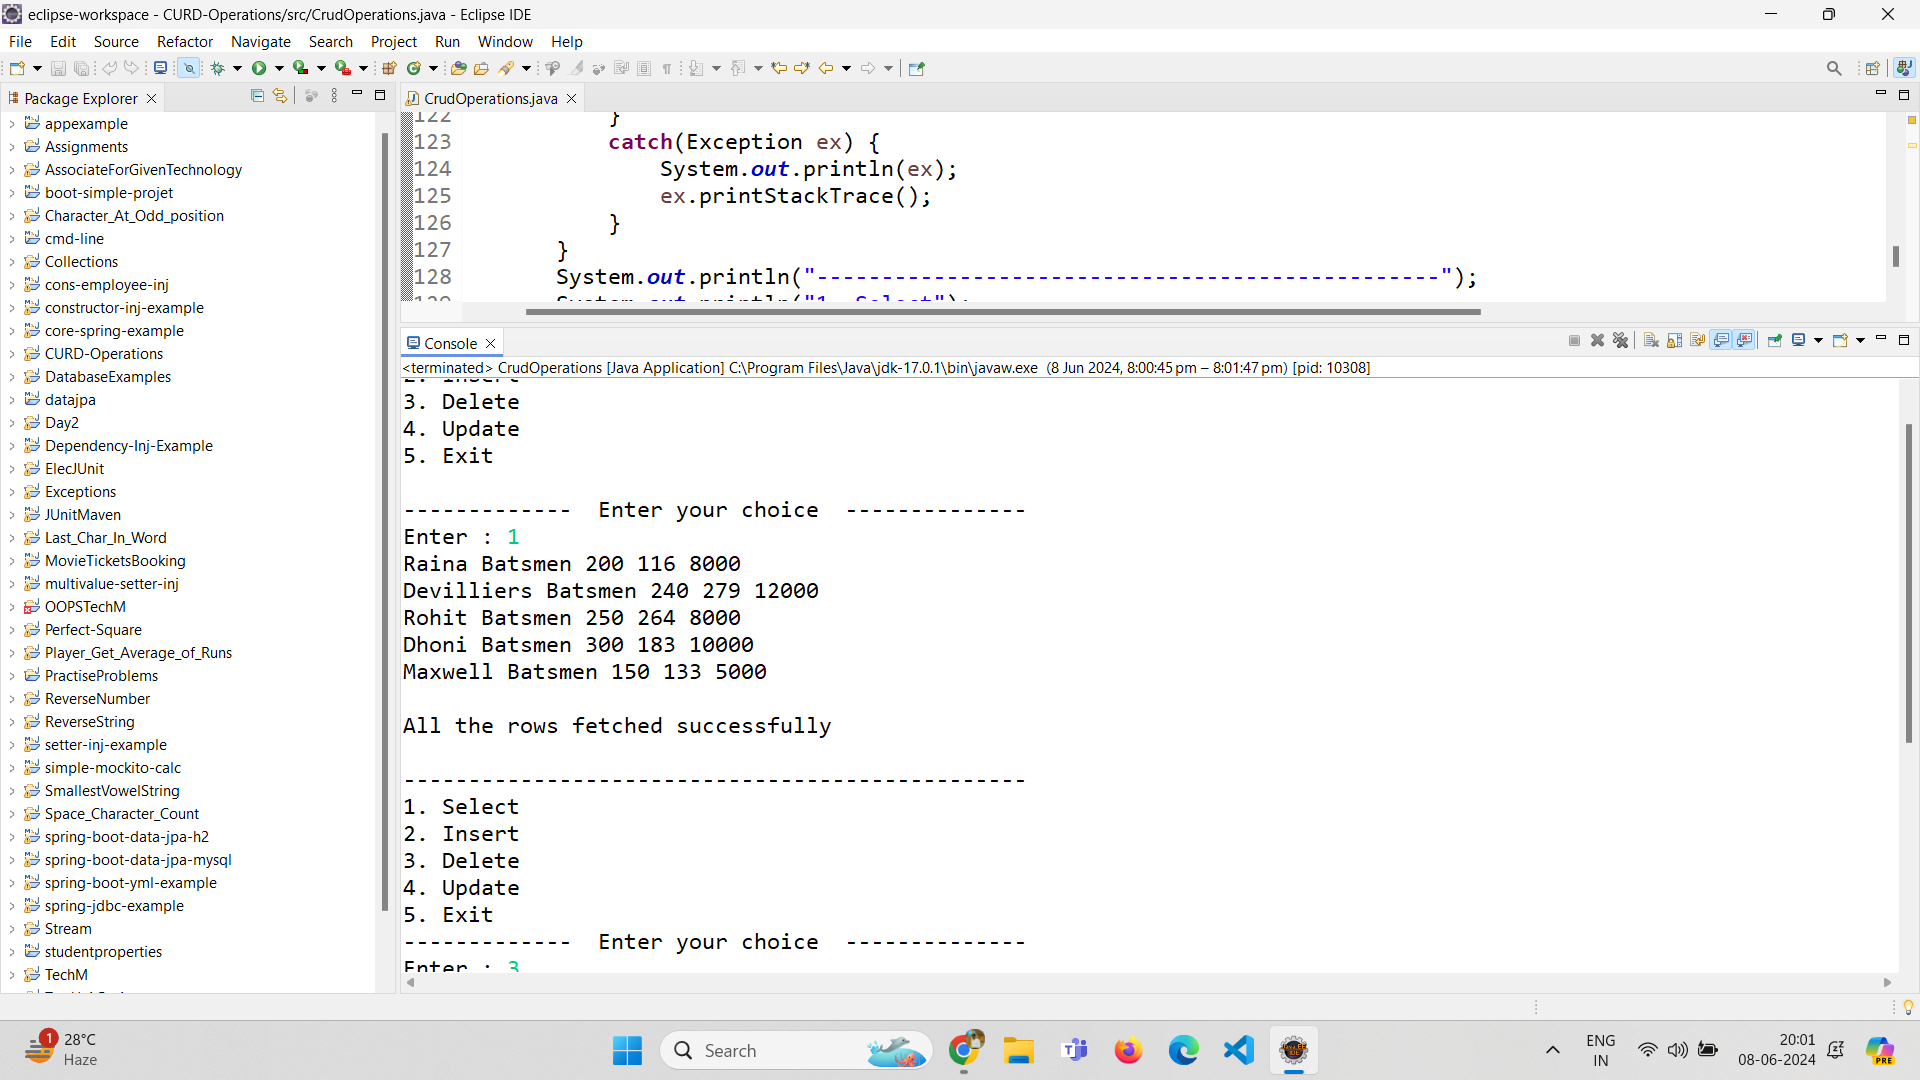 eclipse-workspace - CURD-Operations/src/CrudOperations.java - Eclipse IDE
File Edit Source Refactor Navigate Search Project Run Window Help
Package Explorer
appexample
Assignments
AssociateForGivenTechnology
boot-simple-projet
Character_At_Odd_position
cmd-line
Collections
cons-employee-inj
constructor-inj-example
core-spring-example
CURD-Operations
DatabaseExamples
datajpa
Day2
Dependency-Inj-Example
ElecJUnit
Exceptions
JUnitMaven
Last_Char_In_Word
MovieTicketsBooking
multivalue-setter-inj
OOPSTechM
Perfect-Square
Player_Get_Average_of_Runs
PractiseProblems
ReverseNumber
ReverseString
setter-inj-example
simple-mockito-calc
SmallestVowelString
Space_Character_Count
spring-boot-data-jpa-h2
spring-boot-data-jpa-mysql
spring-boot-yml-example
spring-jdbc-example
Stream
studentproperties
TechM
CrudOperations.java
122 }
123 catch(Exception ex) {
124 System.out.println(ex);
125 ex.printStackTrace();
126 }
127 }
128 System.out.println("------------------------------------------------");
129 System.out.println("1. Select");
Console
<terminated> CrudOperations [Java Application] C:\Program Files\Java\jdk-17.0.1\bin\javaw.exe (8 Jun 2024, 8:00:45 pm – 8:01:47 pm) [pid: 10308]
2. Insert
3. Delete
4. Update
5. Exit
------------- Enter your choice --------------
Enter : 1
Raina Batsmen 200 116 8000
Devilliers Batsmen 240 279 12000
Rohit Batsmen 250 264 8000
Dhoni Batsmen 300 183 10000
Maxwell Batsmen 150 133 5000
All the rows fetched successfully
------------------------------------------------
1. Select
2. Insert
3. Delete
4. Update
5. Exit
------------- Enter your choice --------------
Enter : 3
1
28°C
Haze
Search
ENG
IN
20:01
08-06-2024
PRE